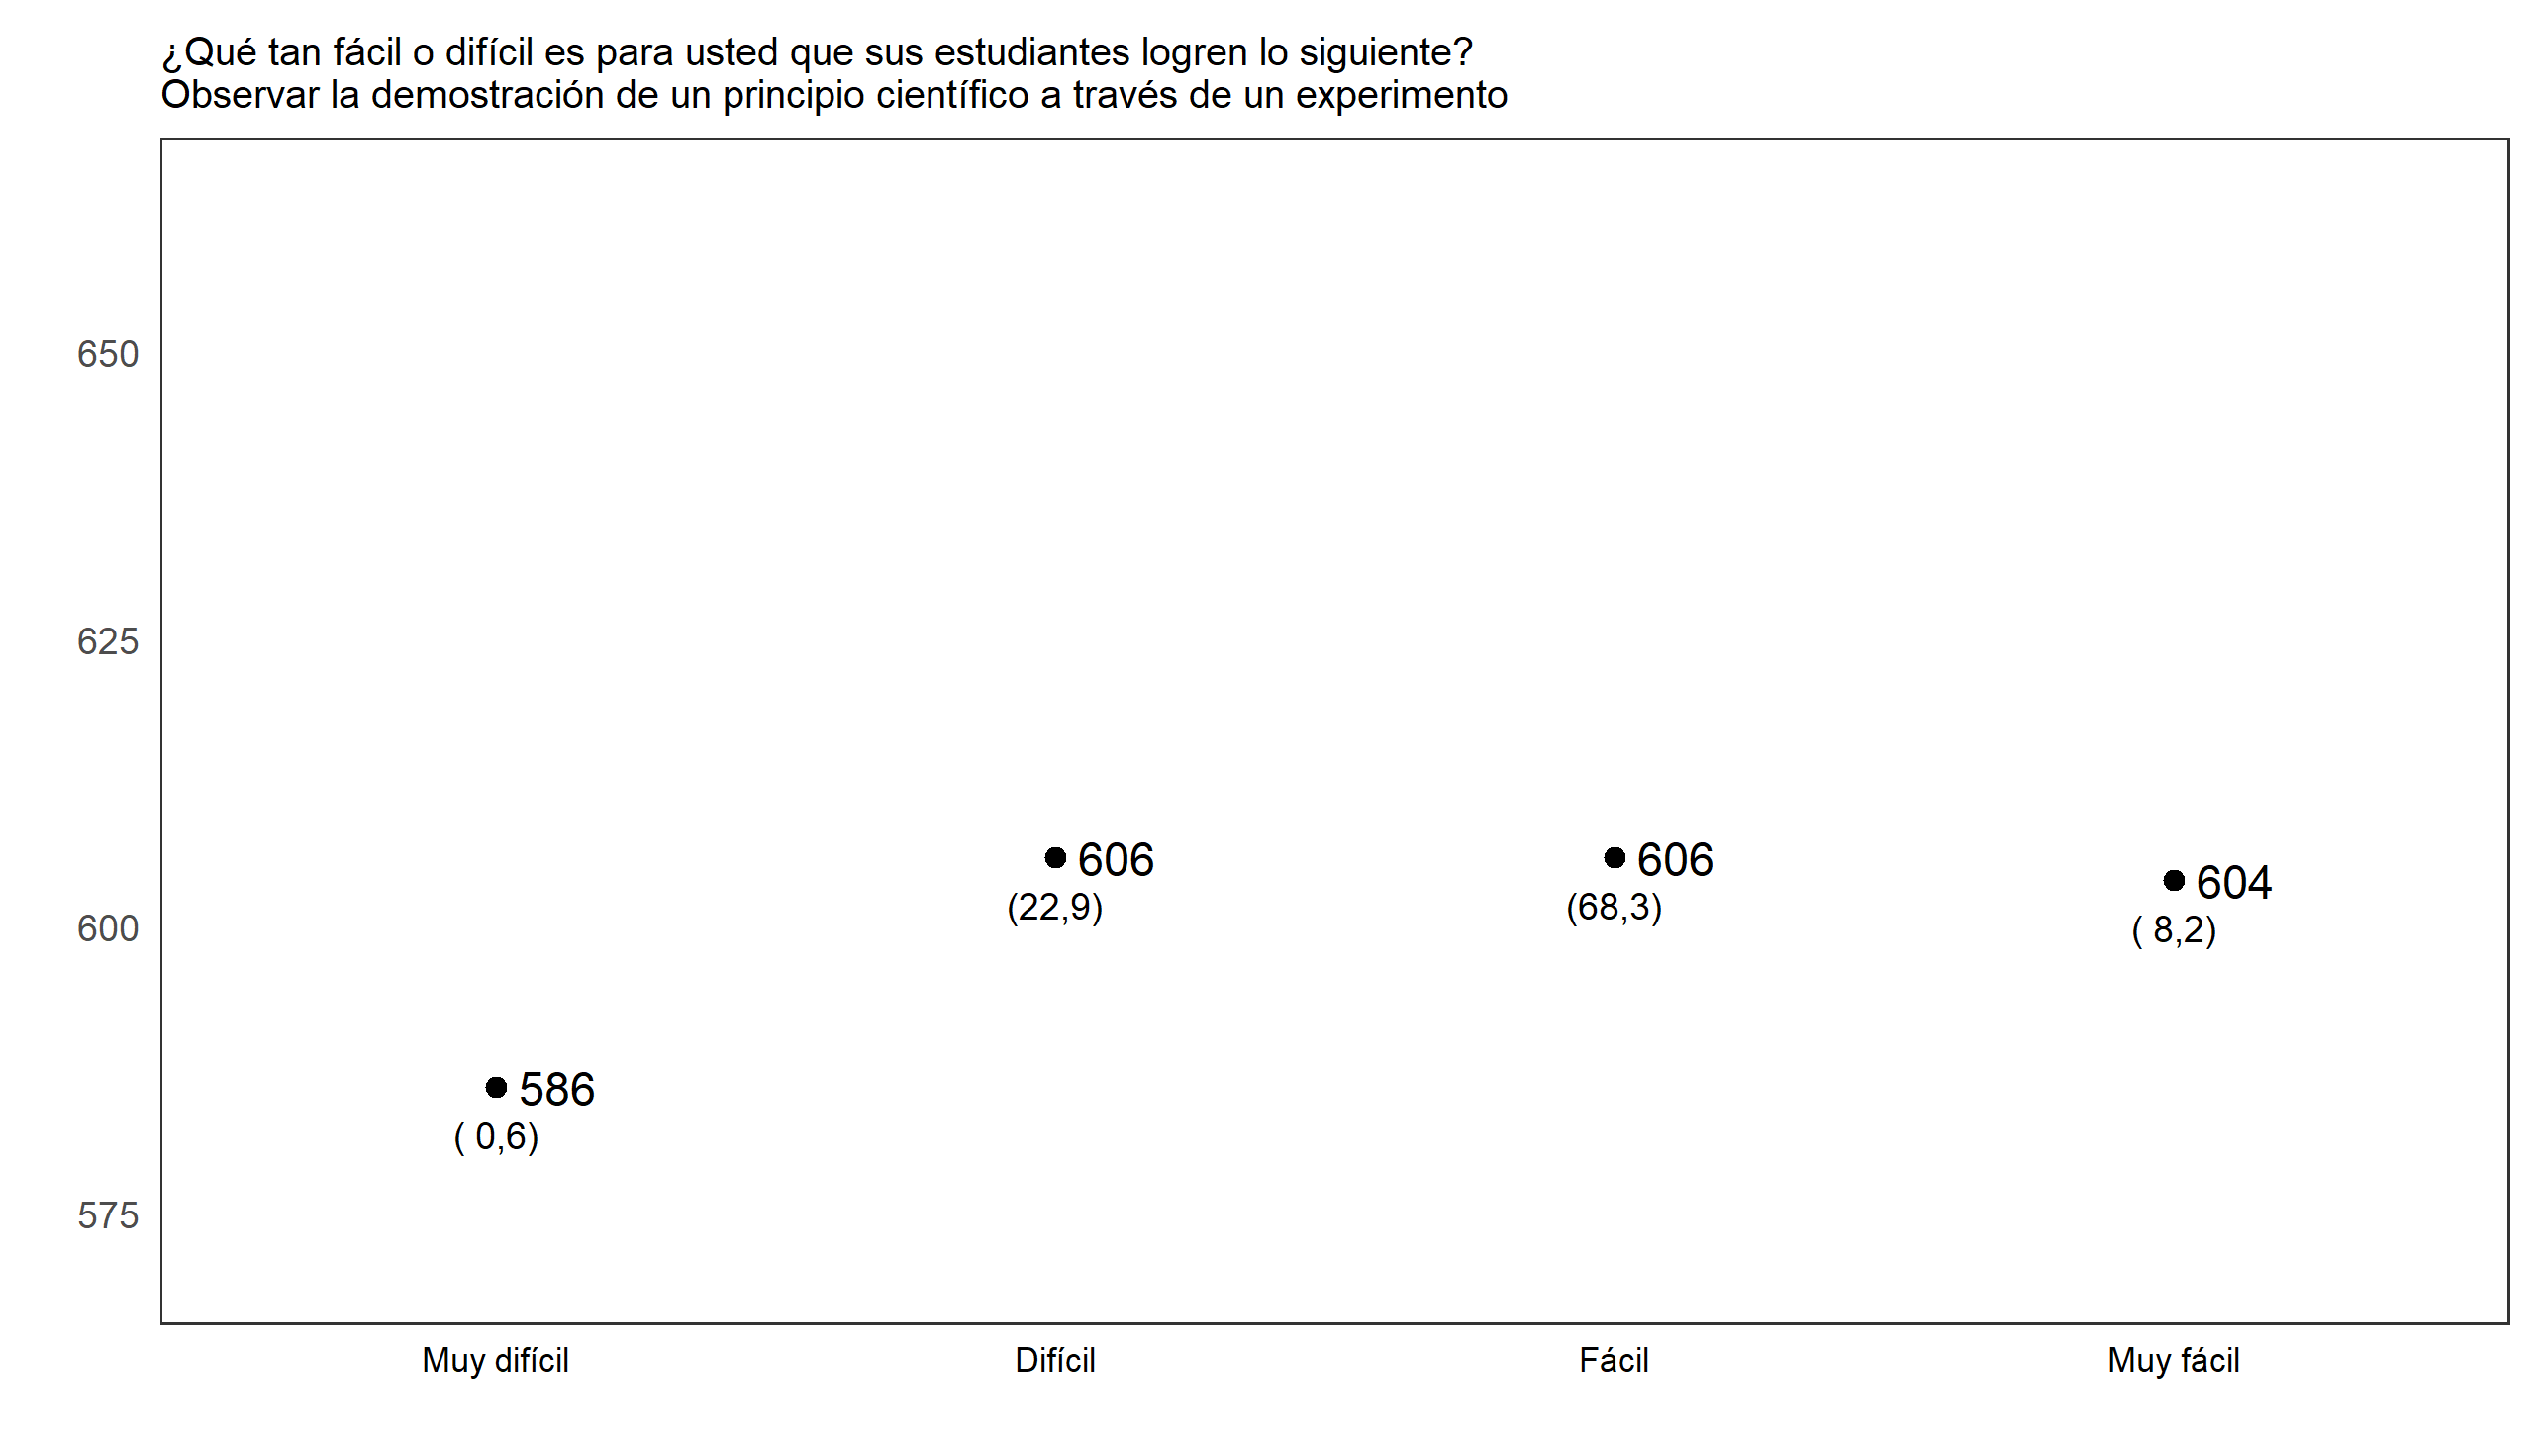 ¿Qué tan fácil o difícil es para usted que sus estudiantes logren lo siguiente?
Observar la demostración de un principio científico a través de un experimento
650
625
600
575
586
( 0,6)
606
(22,9)
606
(68,3)
604
( 8,2)
Muy difícil
Difícil
Fácil
Muy fácil